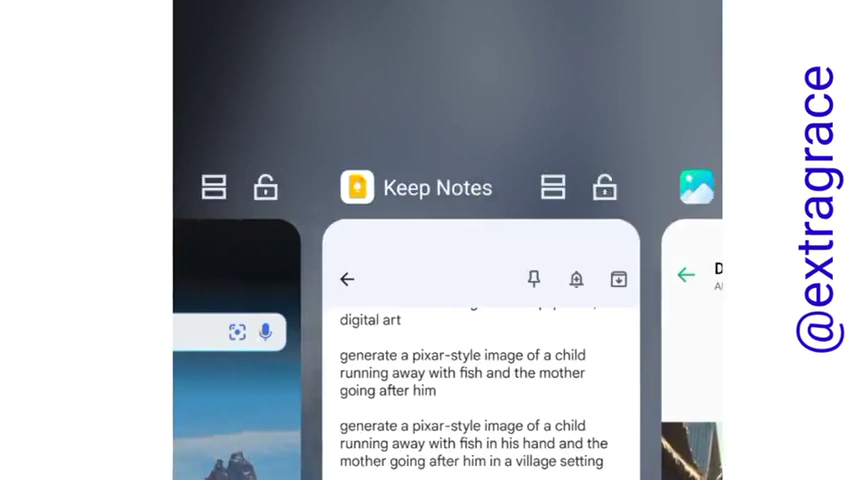 Keep Notes
digital art
generate a pixar-style image of a child
running away with fish and the mother
going after him
generate a pixar-style image of a child
running away with fish in his hand and the
mother going after him in a village setting
@extragrace